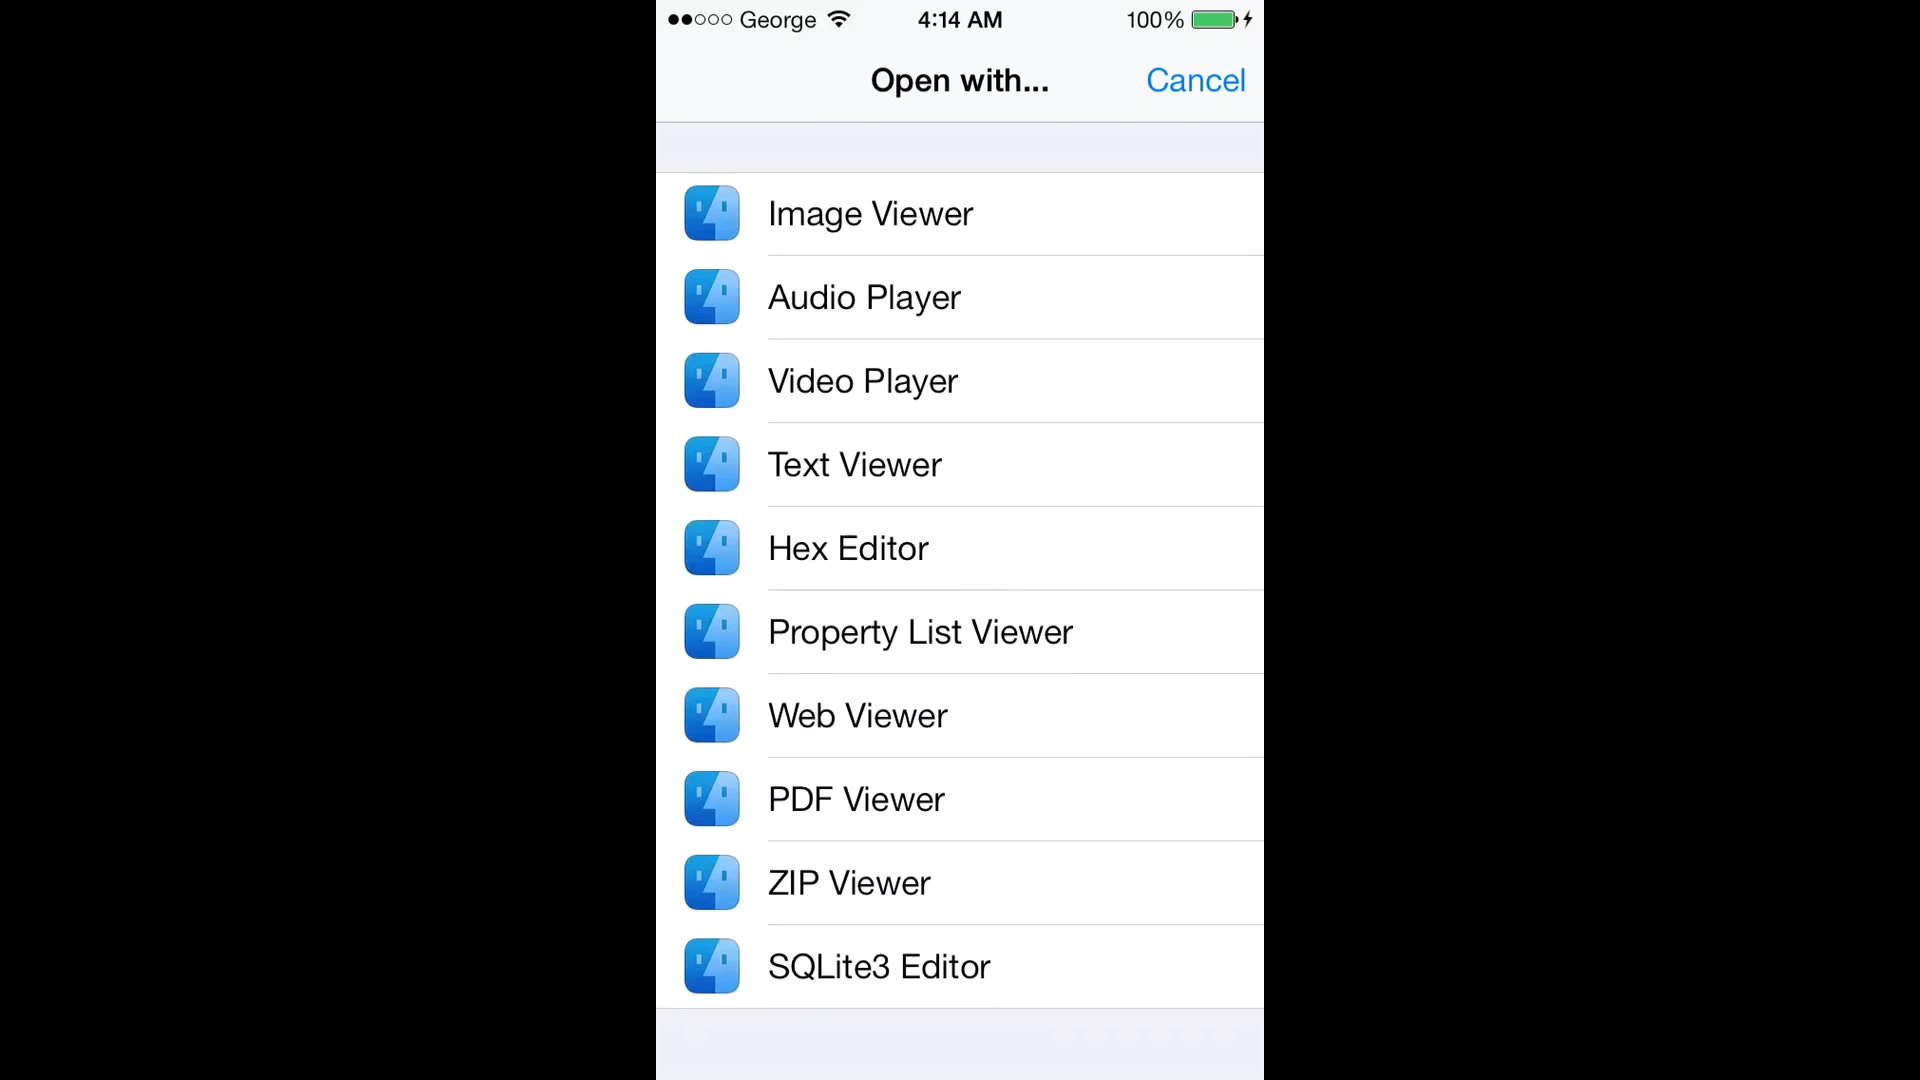 George 4:14 AM 100%
Open with... Cancel
Image Viewer
Audio Player
Video Player
Text Viewer
Hex Editor
Property List Viewer
Web Viewer
PDF Viewer
ZIP Viewer
SQLite3 Editor